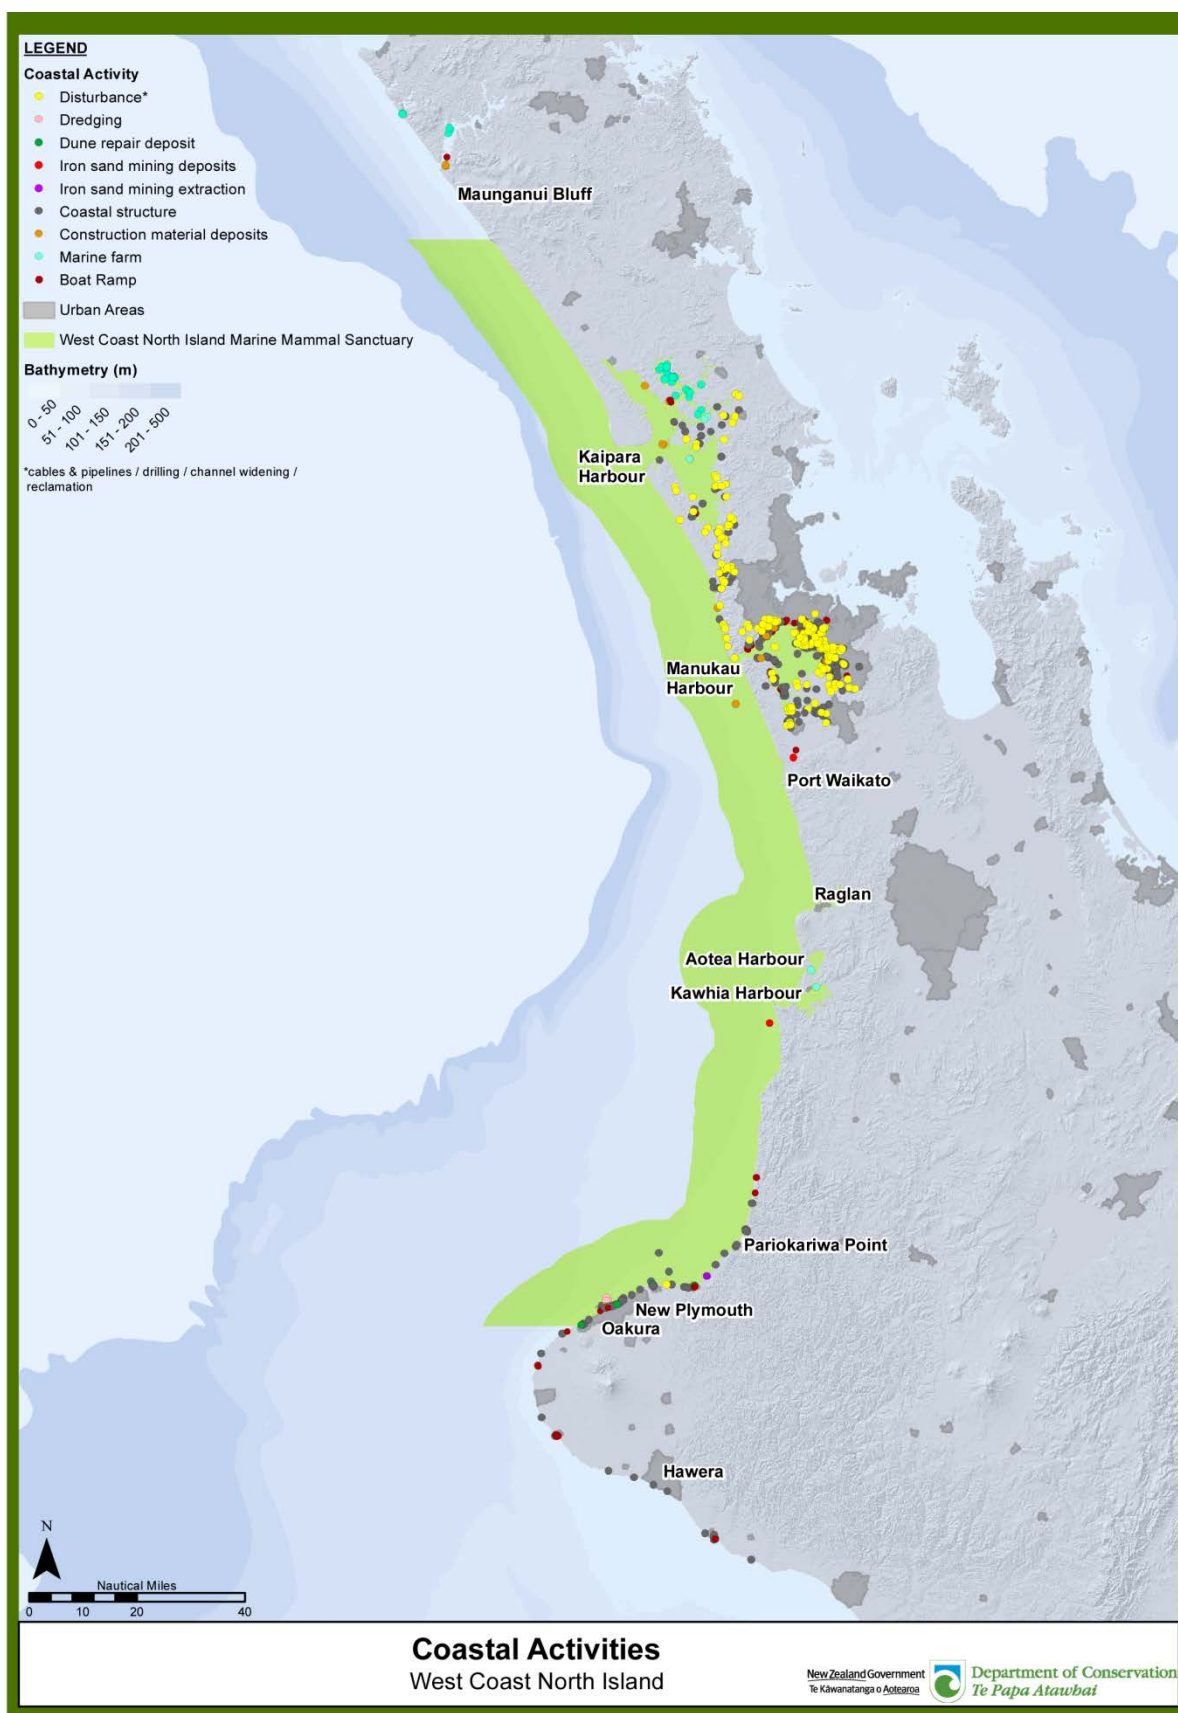 LEGEND
Coastal Activity
Disturbance*
Dredging
Dune repair deposit
Iron sand mining deposits
Iron sand mining extraction
Coastal structure
Construction material deposits
Marine farm
Boat Ramp
Urban Areas
West Coast North Island Marine Mammal Sanctuary
Bathymetry (m)
0 - 50
51 - 100
101 - 150
151 - 200
201 - 500
*cables & pipelines / drilling / channel widening /
reclamation
Maunganui Bluff
Kaipara
Harbour
Manukau
Harbour
Port Waikato
Raglan
Aotea Harbour
Kawhia Harbour
Pariokariwa Point
New Plymouth
Oakura
Hawera
N
Nautical Miles
0 10 20 40
Coastal Activities
West Coast North Island
New Zealand Government
Te Kāwanatanga o Aotearoa
Department of Conservation
Te Papa Atawhai